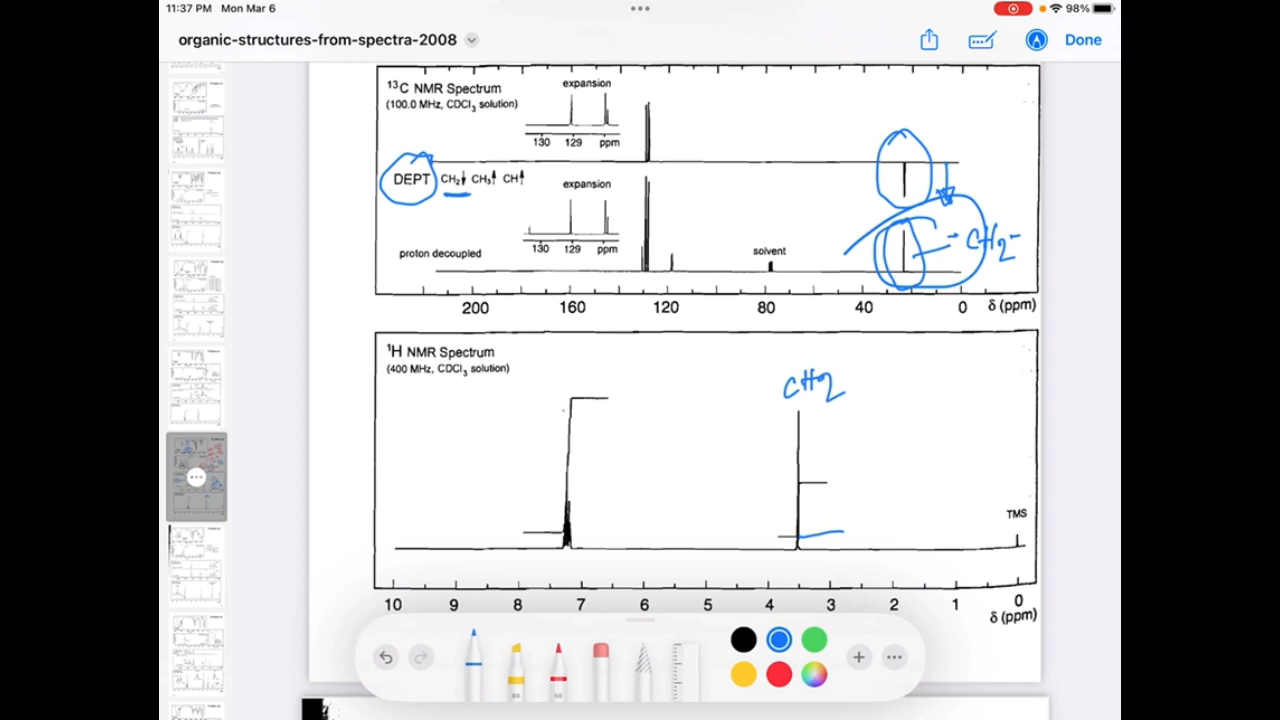 11:37 PM Mon Mar 6
98%
organic-structures-from-spectra-2008
Done
13C NMR Spectrum
(100.0 MHz, CDCl3 solution)
expansion
130 129 ppm
DEPT CH2↓ CH3↑ CH↑
expansion
130 129 ppm
proton decoupled
solvent
-CH2-
200 160 120 80 40 0 δ (ppm)
1H NMR Spectrum
(400 MHz, CDCl3 solution)
CH2
TMS
10 9 8 7 6 5 4 3 2 1 0
δ (ppm)